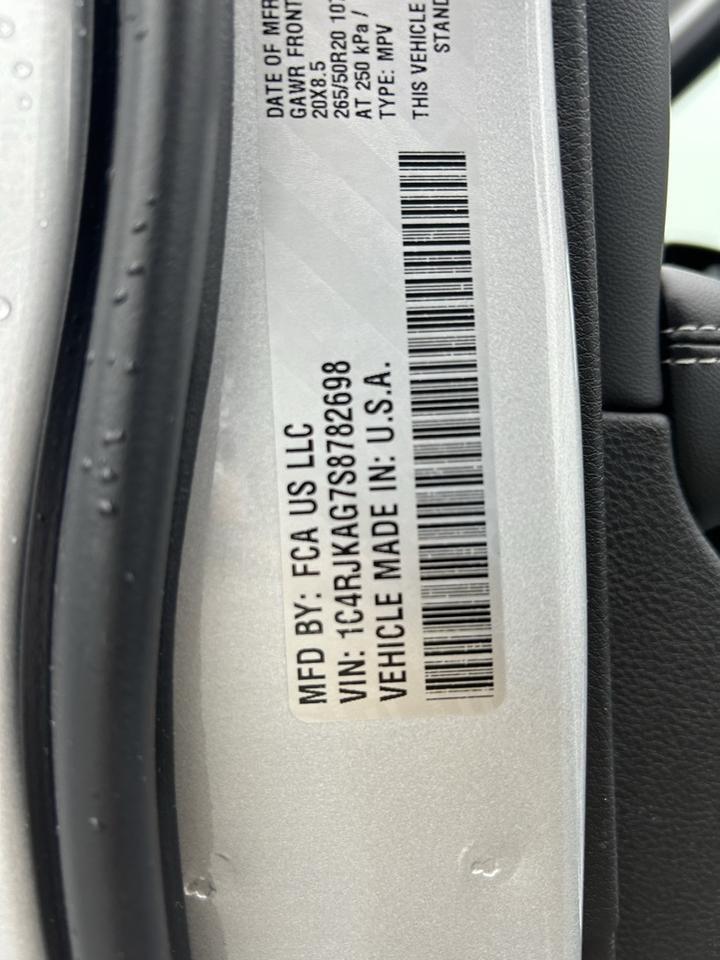 MFD BY: FCA US LLC
VIN: 1C4RJKAG7S8782698
VEHICLE MADE IN: U.S.A.
DATE OF MFR
GAWR FRONT
20X8.5
265/50R20 107
AT 250 kPa /
TYPE: MPV
THIS VEHICLE
STAND